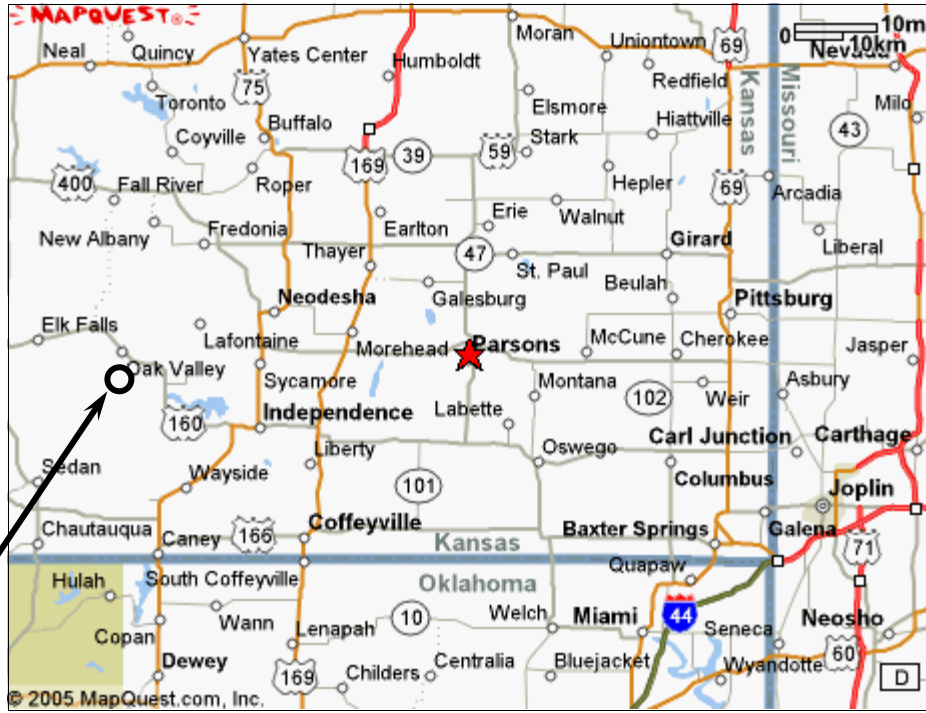 MAPQUEST®
Moran
69
0 10m
10km
Neal
Quincy
Yates Center
Uniontown
Nevada
Humboldt
Redfield
Kansas
Missouri
75
Toronto
Elsmore
Milo
Coyville
Buffalo
Stark
Hiattville
43
169
39
59
400
Fall River
Roper
Hepler
69
Arcadia
Earlton
Erie
Walnut
New Albany
Fredonia
Thayer
47
Girard
Liberal
St. Paul
Beulah
Neodesha
Galesburg
Pittsburg
Elk Falls
Lafontaine
Morehead
Parsons
McCune
Cherokee
Jasper
Oak Valley
Sycamore
Montana
Weir
Asbury
102
160
Independence
Labette
Carl Junction
Carthage
Liberty
Oswego
Sedan
Wayside
101
Columbus
Joplin
Chautauqua
Coffeyville
Galena
Caney
166
Baxter Springs
71
Kansas
Hulah
South Coffeyville
Oklahoma
Quapaw
Copan
Wann
Lenapah
10
Welch
Miami
44
Seneca
Neosho
Dewey
169
Childers
Centralia
Bluejacket
Wyandotte
60
D
© 2005 MapQuest.com, Inc.